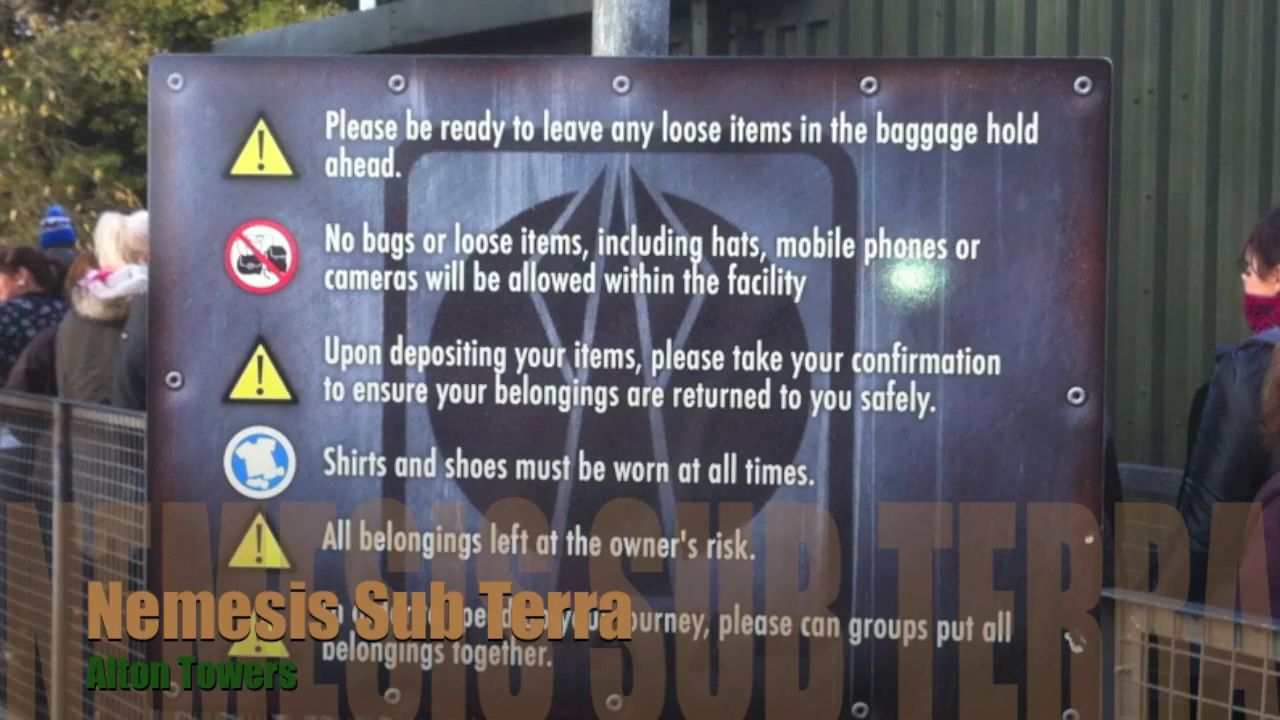 Please be ready to leave any loose items in the baggage hold
ahead.
No bags or loose items, including hats, mobile phones or
cameras will be allowed within the facility
Upon depositing your items, please take your confirmation
to ensure your belongings are returned to you safely.
Shirts and shoes must be worn at all times.
All belongings left at the owner's risk.
NEMESIS SUB TERRA
Nemesis Sub Terra
your journey, please can groups put all
belongings together.
Alton Towers